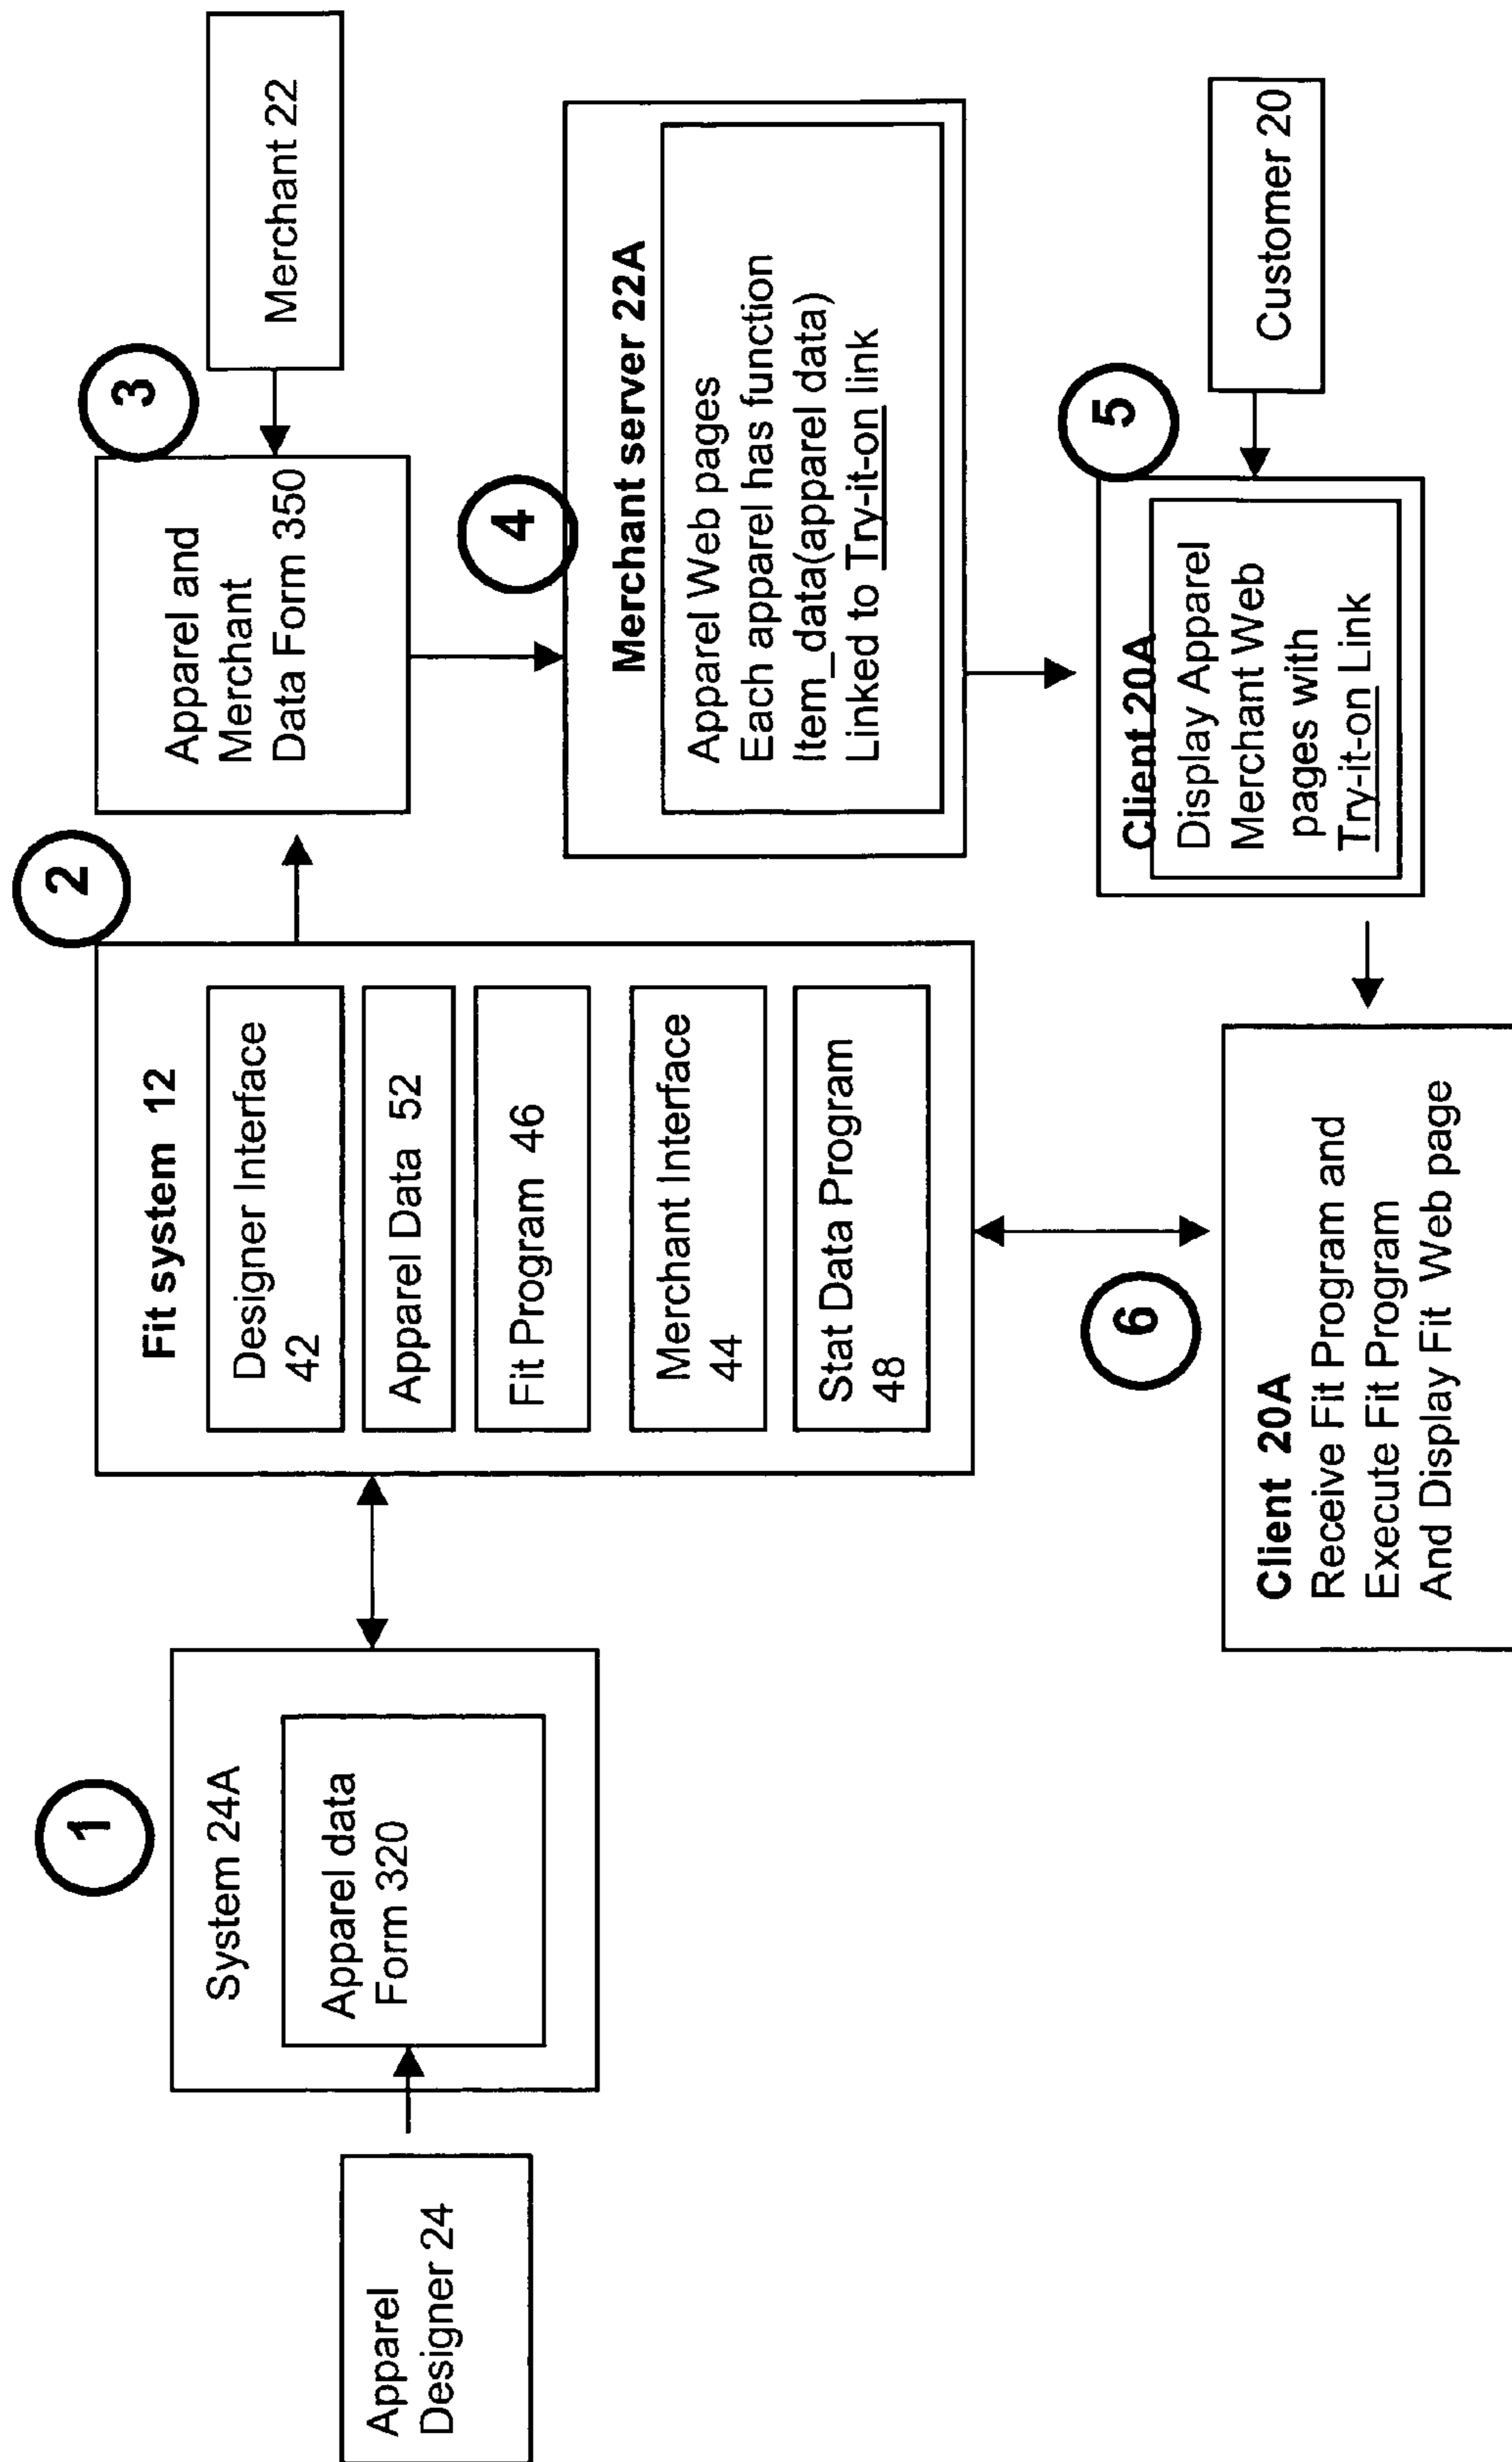 1
System 24A
Apparel data
Form 320
Apparel
Designer 24
2
Fit system 12
Designer Interface
42
Apparel Data 52
Fit Program 46
Merchant Interface
44
Stat Data Program
48
3
Apparel and
Merchant
Data Form 350
Merchant 22
4
Merchant server 22A
Apparel Web pages
Each apparel has function
Item_data(apparel data)
Linked to Try-it-on link
5
Client 20A
Display Apparel
Merchant Web
pages with
Try-it-on Link
Customer 20
6
Client 20A
Receive Fit Program and
Execute Fit Program
And Display Fit Web page